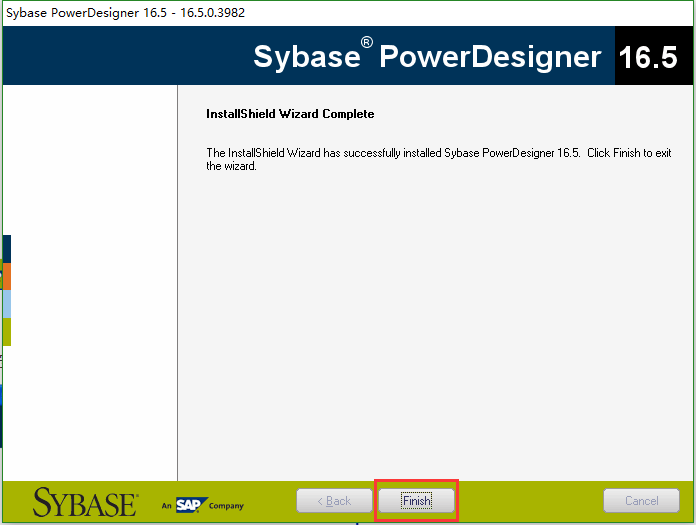 Sybase PowerDesigner 16.5 - 16.5.0.3982
Sybase® PowerDesigner 16.5
InstallShield Wizard Complete
The InstallShield Wizard has successfully installed Sybase PowerDesigner 16.5. Click Finish to exit
the wizard.
SYBASE® An SAP Company < Back Finish Cancel